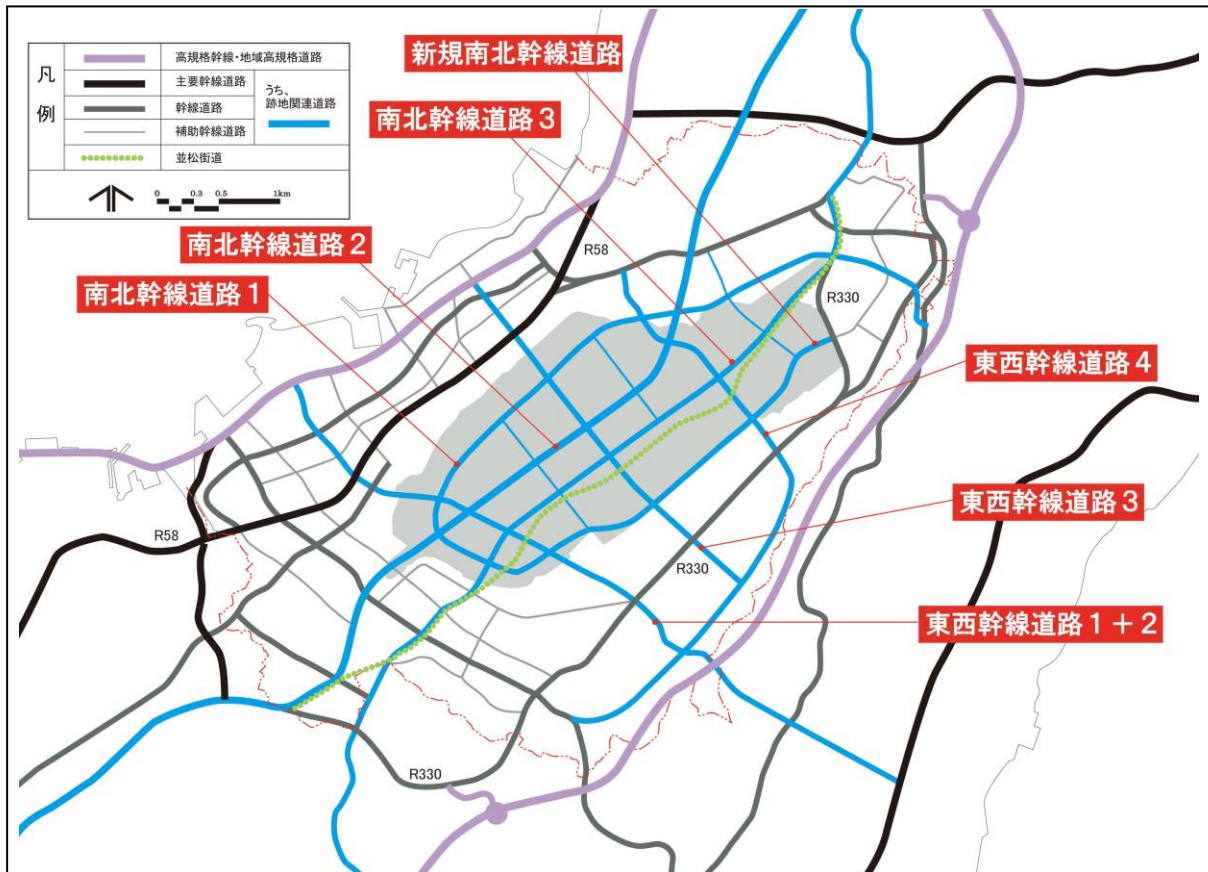 凡例
高規格幹線・地域高規格道路
主要幹線道路
幹線道路
補助幹線道路
うち、
跡地関連道路
並松街道
0 0.3 0.5 1km
新規南北幹線道路
南北幹線道路3
南北幹線道路2
南北幹線道路1
R58
R330
東西幹線道路4
東西幹線道路3
R58
R330
東西幹線道路1+2
R330